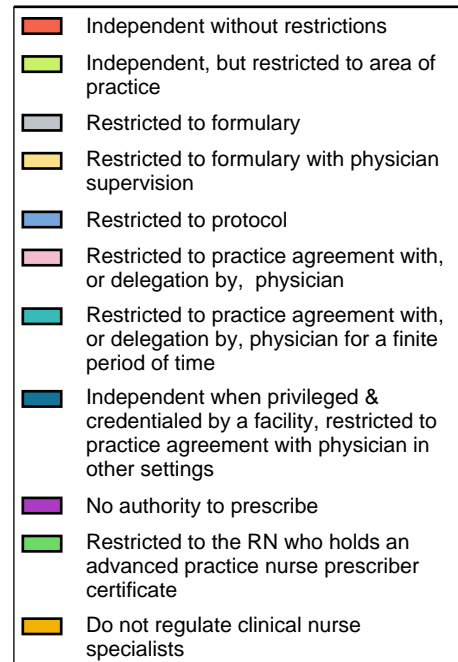 Independent without restrictions
Independent, but restricted to area of
practice
Restricted to formulary
Restricted to formulary with physician
supervision
Restricted to protocol
Restricted to practice agreement with,
or delegation by,  physician
Restricted to practice agreement with,
or delegation by, physician for a finite
period of time
Independent when privileged &
credentialed by a facility, restricted to
practice agreement with physician in
other settings
No authority to prescribe
Restricted to the RN who holds an
advanced practice nurse prescriber
certificate
Do not regulate clinical nurse
specialists